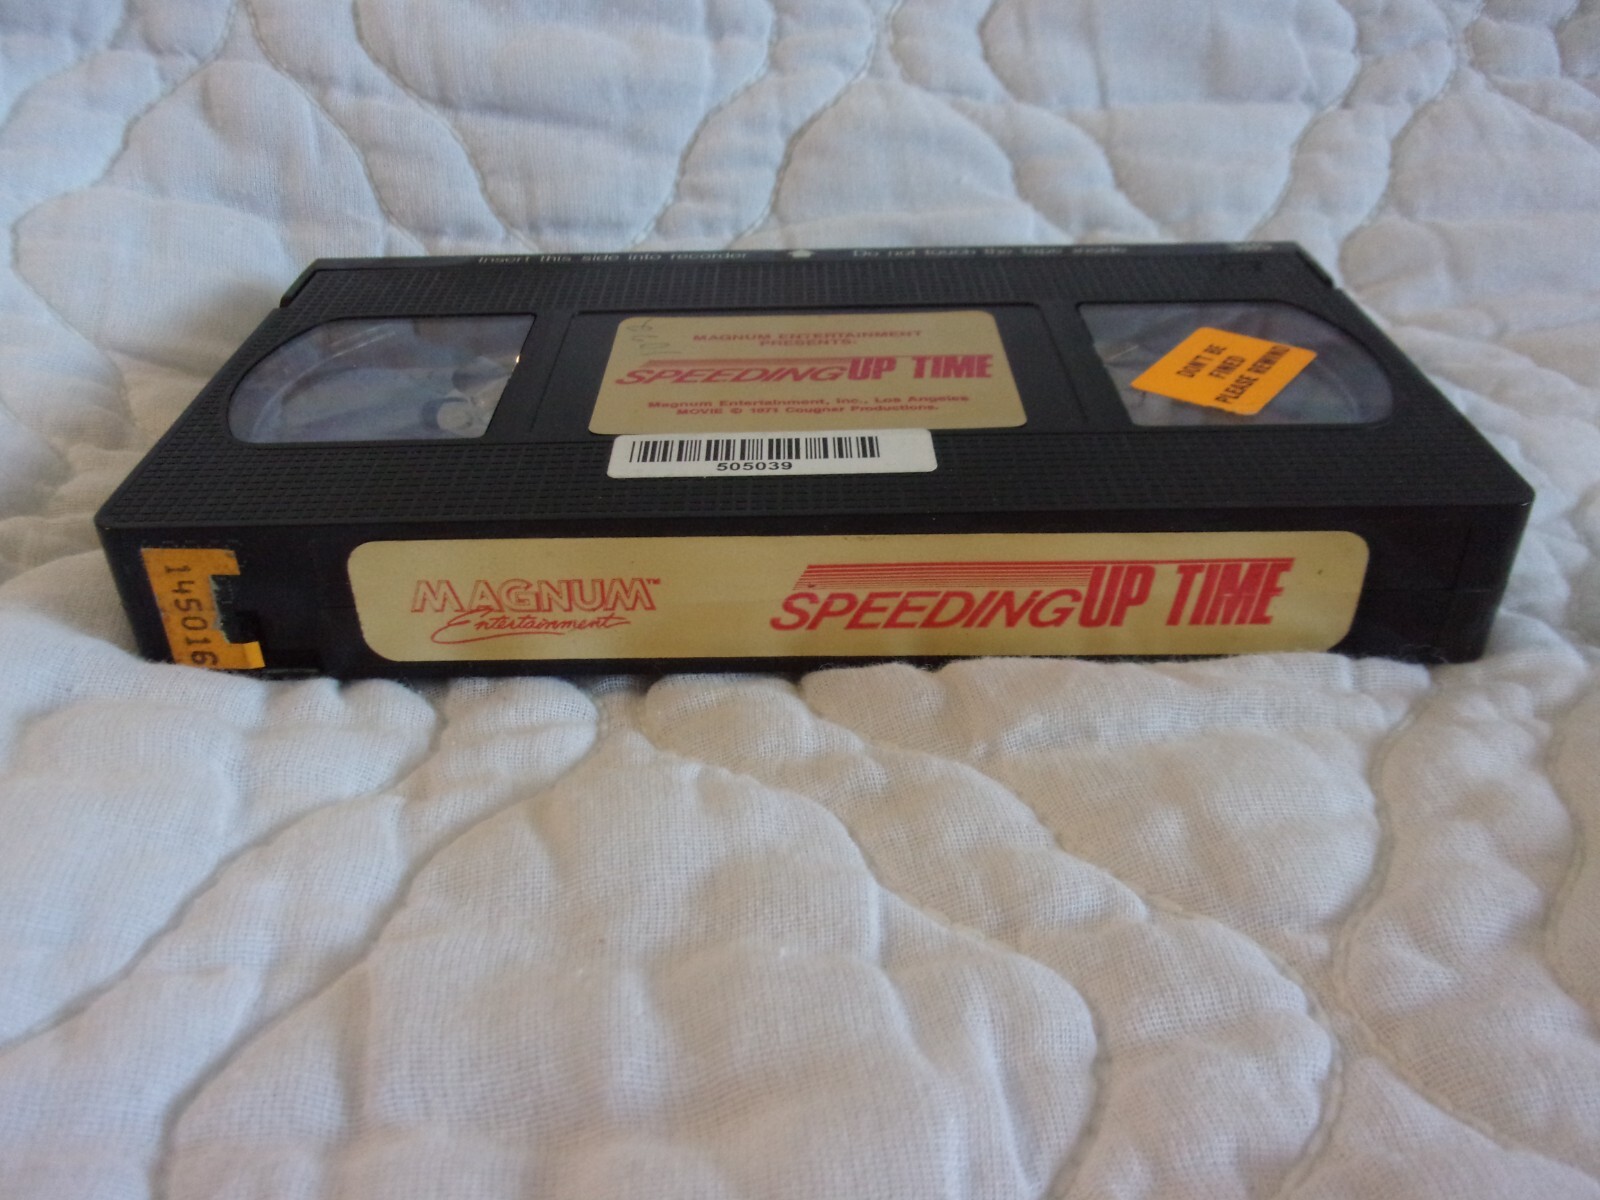 Insert this side into recorder
Do not touch the tape inside
MAGNUM ENTERTAINMENT
PRESENTS:
SPEEDING UP TIME
Magnum Entertainment, Inc., Los Angeles
MOVIE © 1971 Cougner Productions.
DON'T BE
FINED
PLEASE REWIND
505039
145016
MAGNUM™
Entertainment
SPEEDING UP TIME